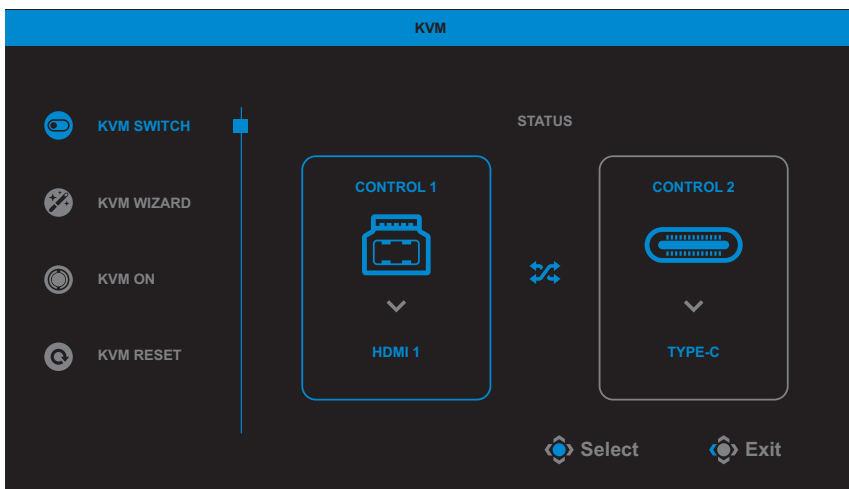 KVM
KVM SWITCH
KVM WIZARD
KVM ON
KVM RESET
STATUS
CONTROL 1
HDMI 1
CONTROL 2
TYPE-C
Select
Exit